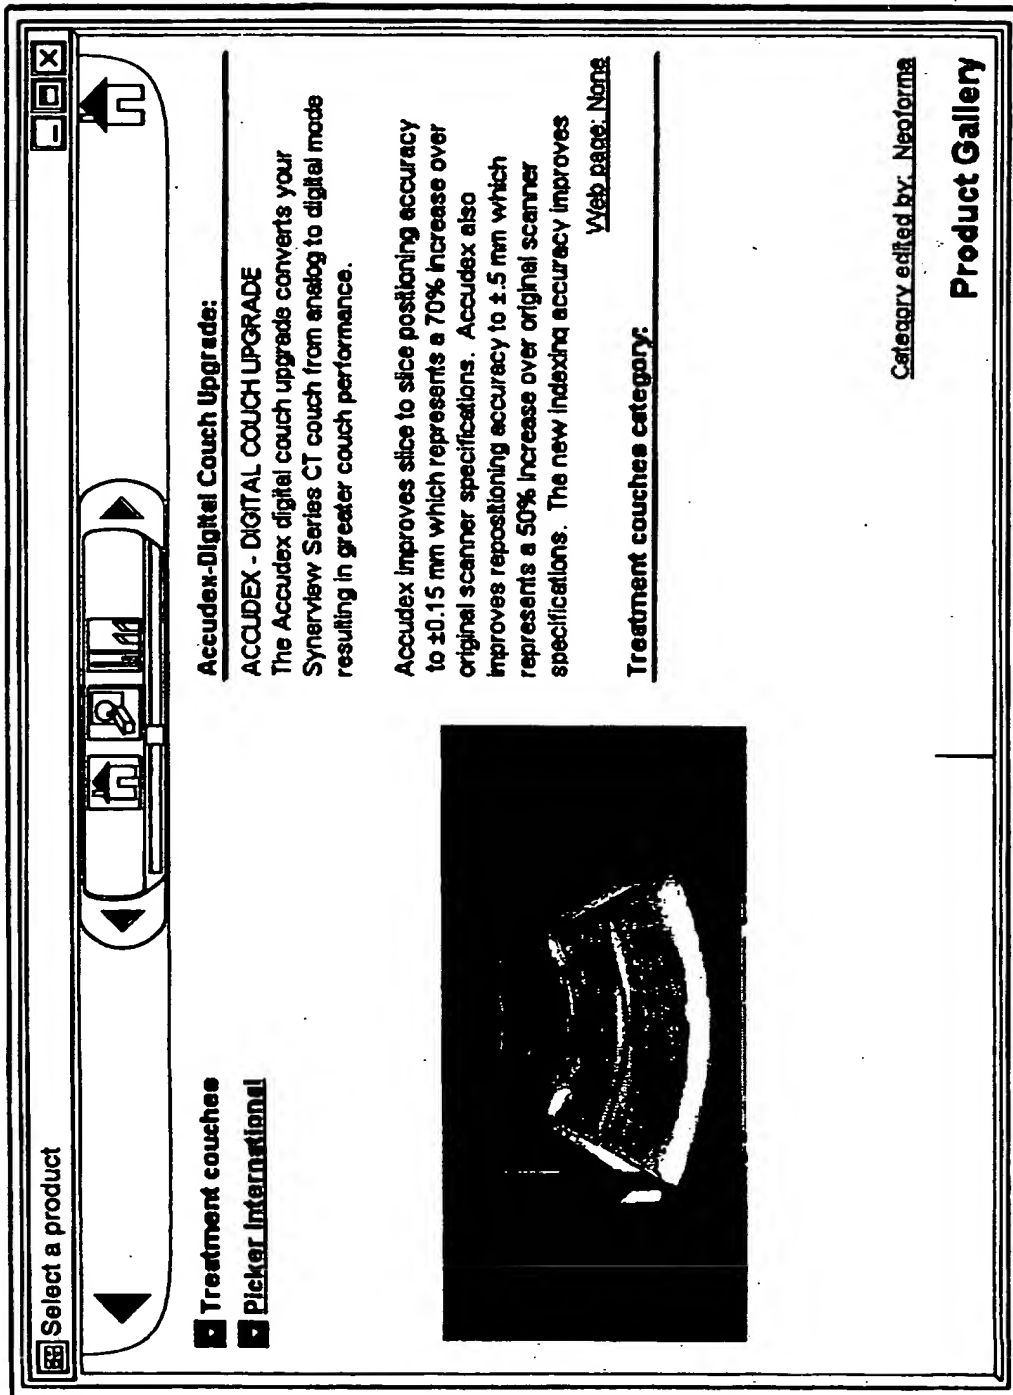 Select a product
Treatment couches
Picker International
Accudex-Digital Couch Upgrade:
ACCUDEX - DIGITAL COUCH UPGRADE
The Accudex digital couch upgrade converts your
Synerview Series CT couch from analog to digital mode
resulting in greater couch performance.
Accudex improves slice to slice positioning accuracy
to ±0.15 mm which represents a 70% increase over
original scanner specifications. Accudex also
improves repositioning accuracy to ±.5 mm which
represents a 50% increase over original scanner
specifications. The new indexing accuracy improves
Web page: None
Treatment couches category:
Category edited by: Neoforma
Product Gallery